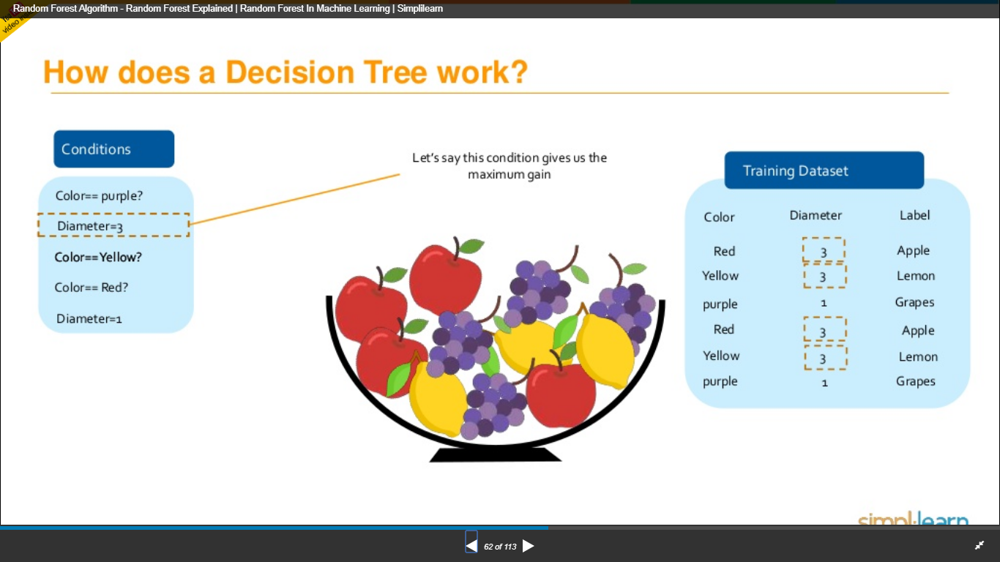 Random Forest Algorithm - Random Forest Explained | Random Forest In Machine Learning | Simplilearn
video
How does a Decision Tree work?
Conditions
Color== purple?
Diameter=3
Color==Yellow?
Color== Red?
Diameter=1
Let's say this condition gives us the
maximum gain
Training Dataset
Color Diameter Label
Red 3 Apple
Yellow 3 Lemon
purple 1 Grapes
Red 3 Apple
Yellow 3 Lemon
purple 1 Grapes
simplilearn
62 of 113